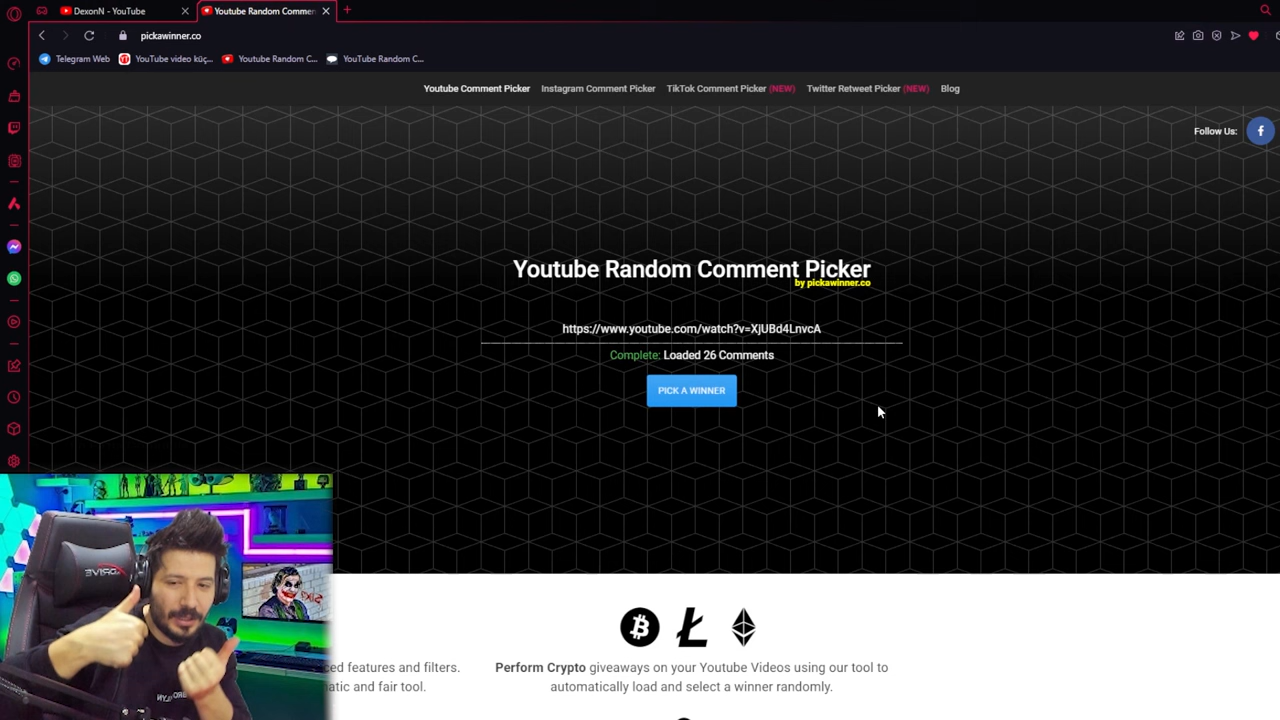 DexonN - YouTube
Youtube Random Commen
pickawinner.co
Telegram Web
YouTube video küç...
Youtube Random C...
YouTube Random C...
Youtube Comment Picker
Instagram Comment Picker
TikTok Comment Picker (NEW)
Twitter Retweet Picker (NEW)
Blog
Follow Us:
Youtube Random Comment Picker
by pickawinner.co
https://www.youtube.com/watch?v=XjUBd4LnvcA
Complete: Loaded 26 Comments
PICK A WINNER
ced features and filters.
atic and fair tool.
Perform Crypto giveaways on your Youtube Videos using our tool to
automatically load and select a winner randomly.